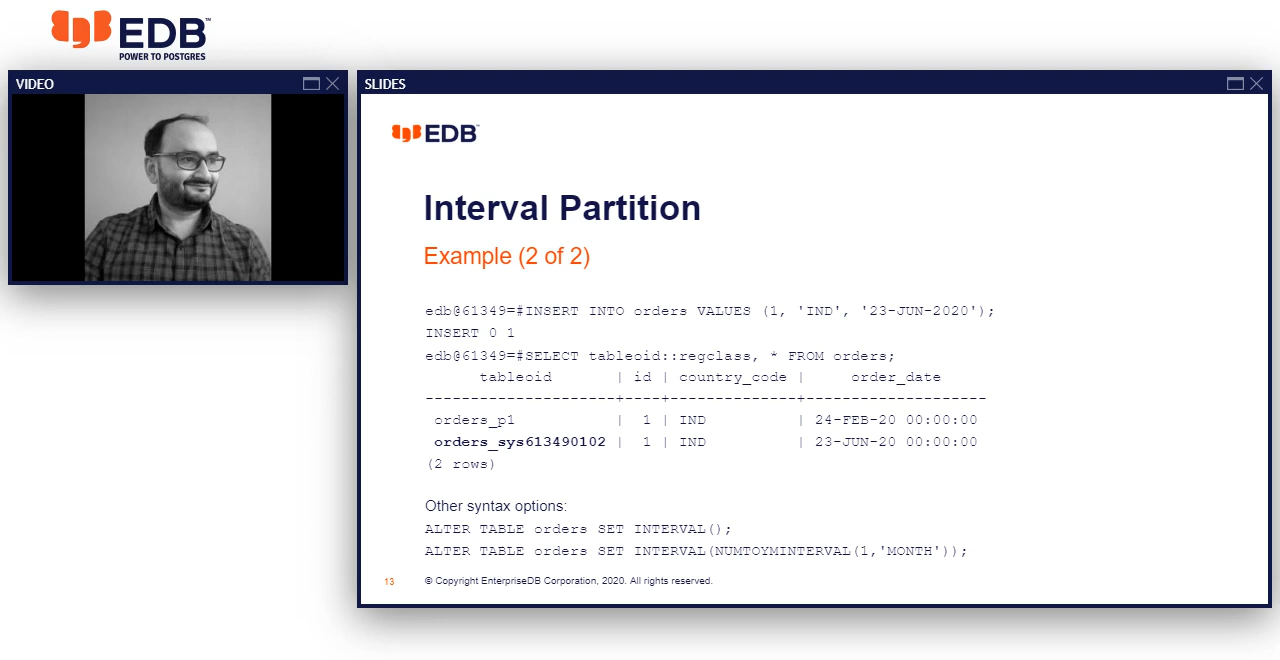 EDB™
POWER TO POSTGRES
VIDEO
SLIDES
EDB™
Interval Partition
Example (2 of 2)
edb@61349=#INSERT INTO orders VALUES (1, 'IND', '23-JUN-2020');
INSERT 0 1
edb@61349=#SELECT tableoid::regclass, * FROM orders;
      tableoid       | id | country_code |     order_date
---------------------+----+--------------+--------------------
 orders_p1           |  1 | IND          | 24-FEB-20 00:00:00
 orders_sys613490102 |  1 | IND          | 23-JUN-20 00:00:00
(2 rows)
Other syntax options:
ALTER TABLE orders SET INTERVAL();
ALTER TABLE orders SET INTERVAL(NUMTOYMINTERVAL(1,'MONTH'));
13 © Copyright EnterpriseDB Corporation, 2020. All rights reserved.